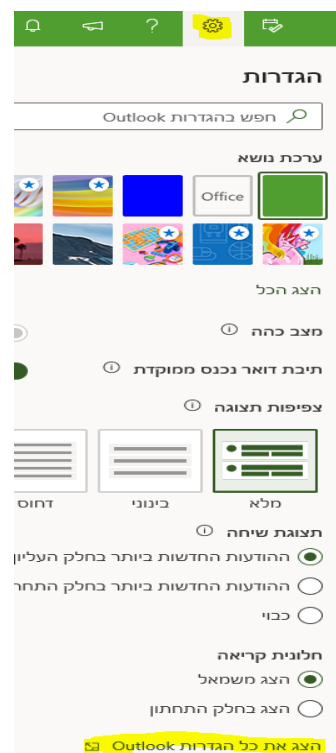 הגדרות
חפש בהגדרות Outlook
ערכת נושא
Office
הצג הכל
מצב כהה
תיבת דואר נכנס ממוקדת
צפיפות תצוגה
מלא בינוני דחוס
תצוגת שיחה
ההודעות החדשות ביותר בחלק העליון
ההודעות החדשות ביותר בחלק התחת
כבוי
חלונית קריאה
הצג משמאל
הצג בחלק התחתון
הצג את כל הגדרות Outlook